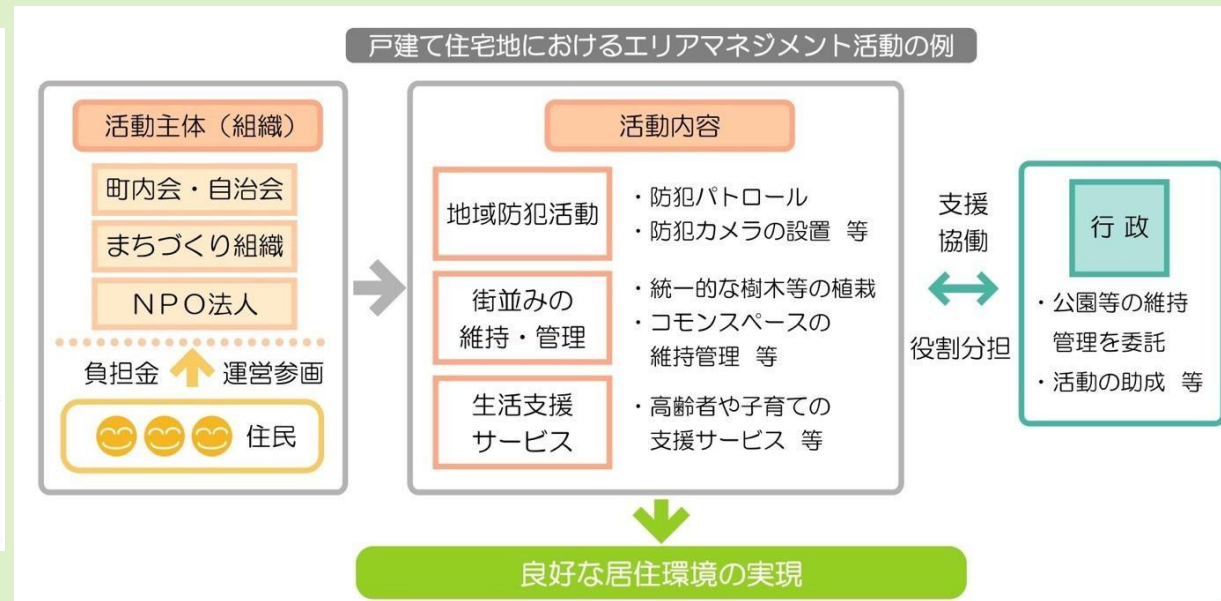 戸建て住宅地におけるエリアマネジメント活動の例
活動主体（組織）
町内会・自治会
まちづくり組織
ＮＰＯ法人
負担金 運営参画
住民
活動内容
地域防犯活動
・防犯パトロール
・防犯カメラの設置 等
街並みの
維持・管理
・統一的な樹木等の植栽
・コモンスペースの
維持管理 等
生活支援
サービス
・高齢者や子育ての
支援サービス 等
支援
協働
役割分担
行 政
・公園等の維持
管理を委託
・活動の助成 等
良好な居住環境の実現